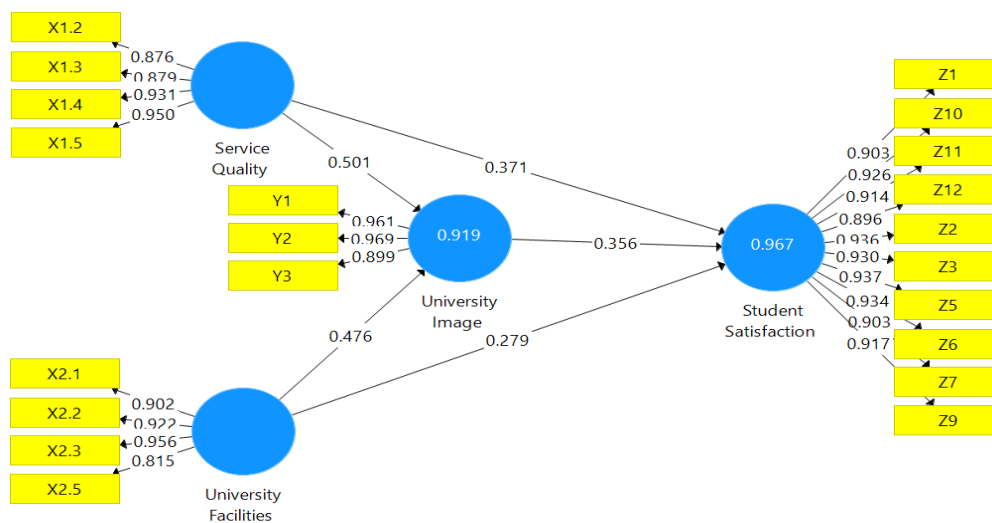 X1.2
0.876
X1.3
0.879
X1.4
0.931
X1.5
0.950
Service
Quality
0.501
0.371
Y1
0.961
Y2
0.969
Y3
0.899
0.919
University
Image
0.356
0.476
0.279
X2.1
0.902
X2.2
0.922
X2.3
0.956
X2.5
0.815
University
Facilities
0.967
Student
Satisfaction
0.903
0.926
0.914
0.896
0.936
0.930
0.937
0.934
0.903
0.917
Z1
Z10
Z11
Z12
Z2
Z3
Z5
Z6
Z7
Z9